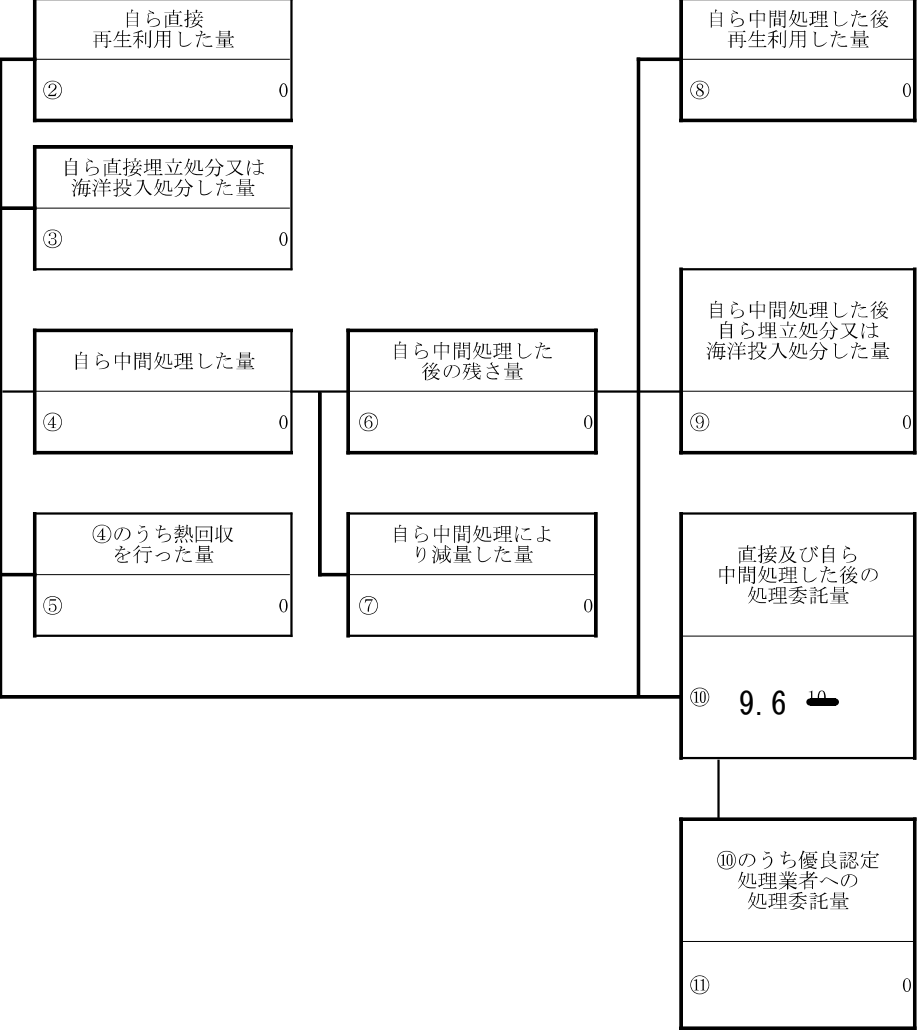 自ら直接
再生利用した量
② 0
自ら中間処理した後
再生利用した量
⑧ 0
自ら直接埋立処分又は
海洋投入処分した量
③ 0
自ら中間処理した量
④ 0
自ら中間処理した
後の残さ量
⑥ 0
自ら中間処理した後
自ら埋立処分又は
海洋投入処分した量
⑨ 0
④のうち熱回収
を行った量
⑤ 0
自ら中間処理によ
り減量した量
⑦ 0
直接及び自ら
中間処理した後の
処理委託量
⑩ 9.6 10
⑩のうち優良認定
処理業者への
処理委託量
⑪ 0